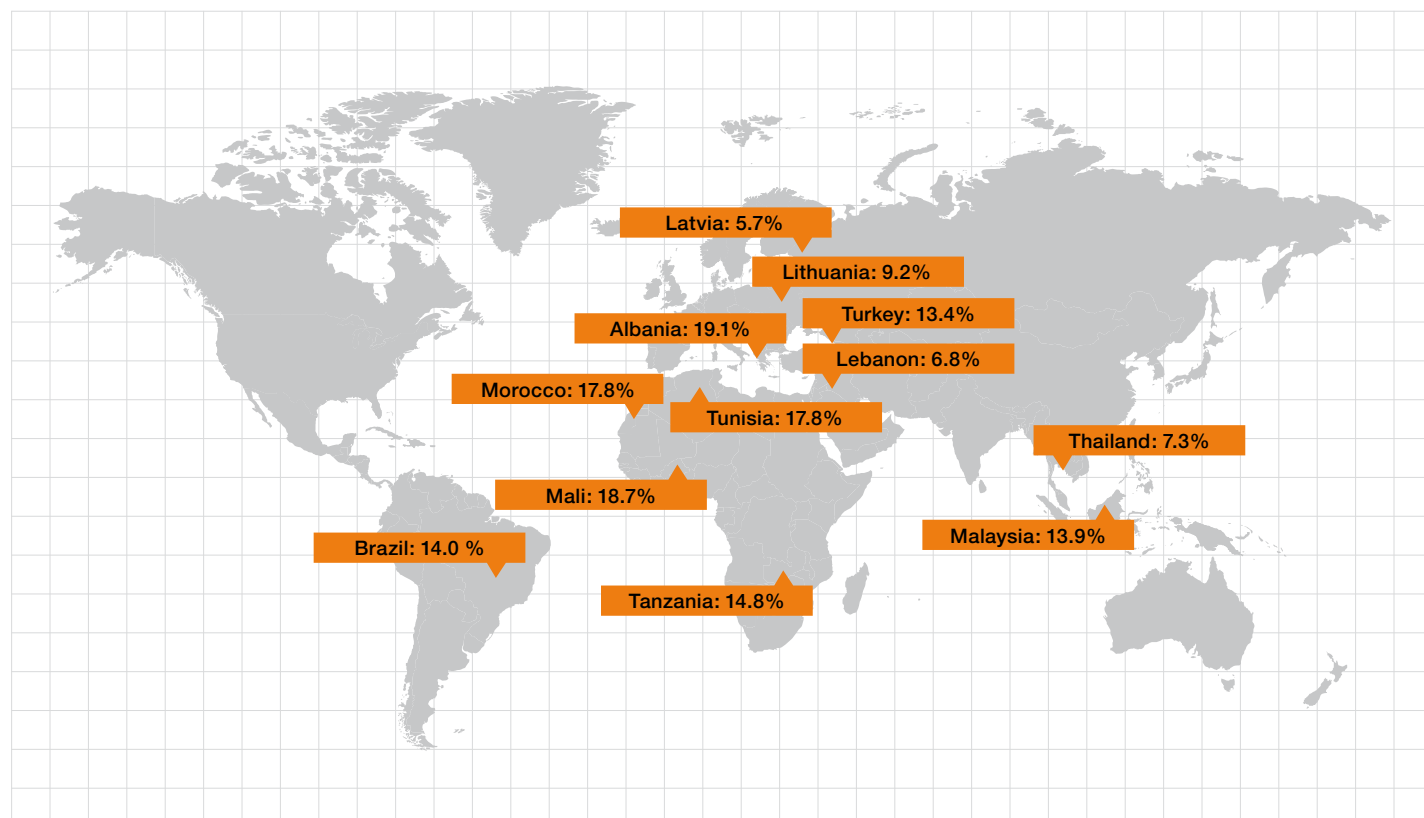 Latvia: 5.7%
Lithuania: 9.2%
Turkey: 13.4%
Albania: 19.1%
Lebanon: 6.8%
Morocco: 17.8%
Tunisia: 17.8%
Thailand: 7.3%
Mali: 18.7%
Malaysia: 13.9%
Brazil: 14.0 %
Tanzania: 14.8%